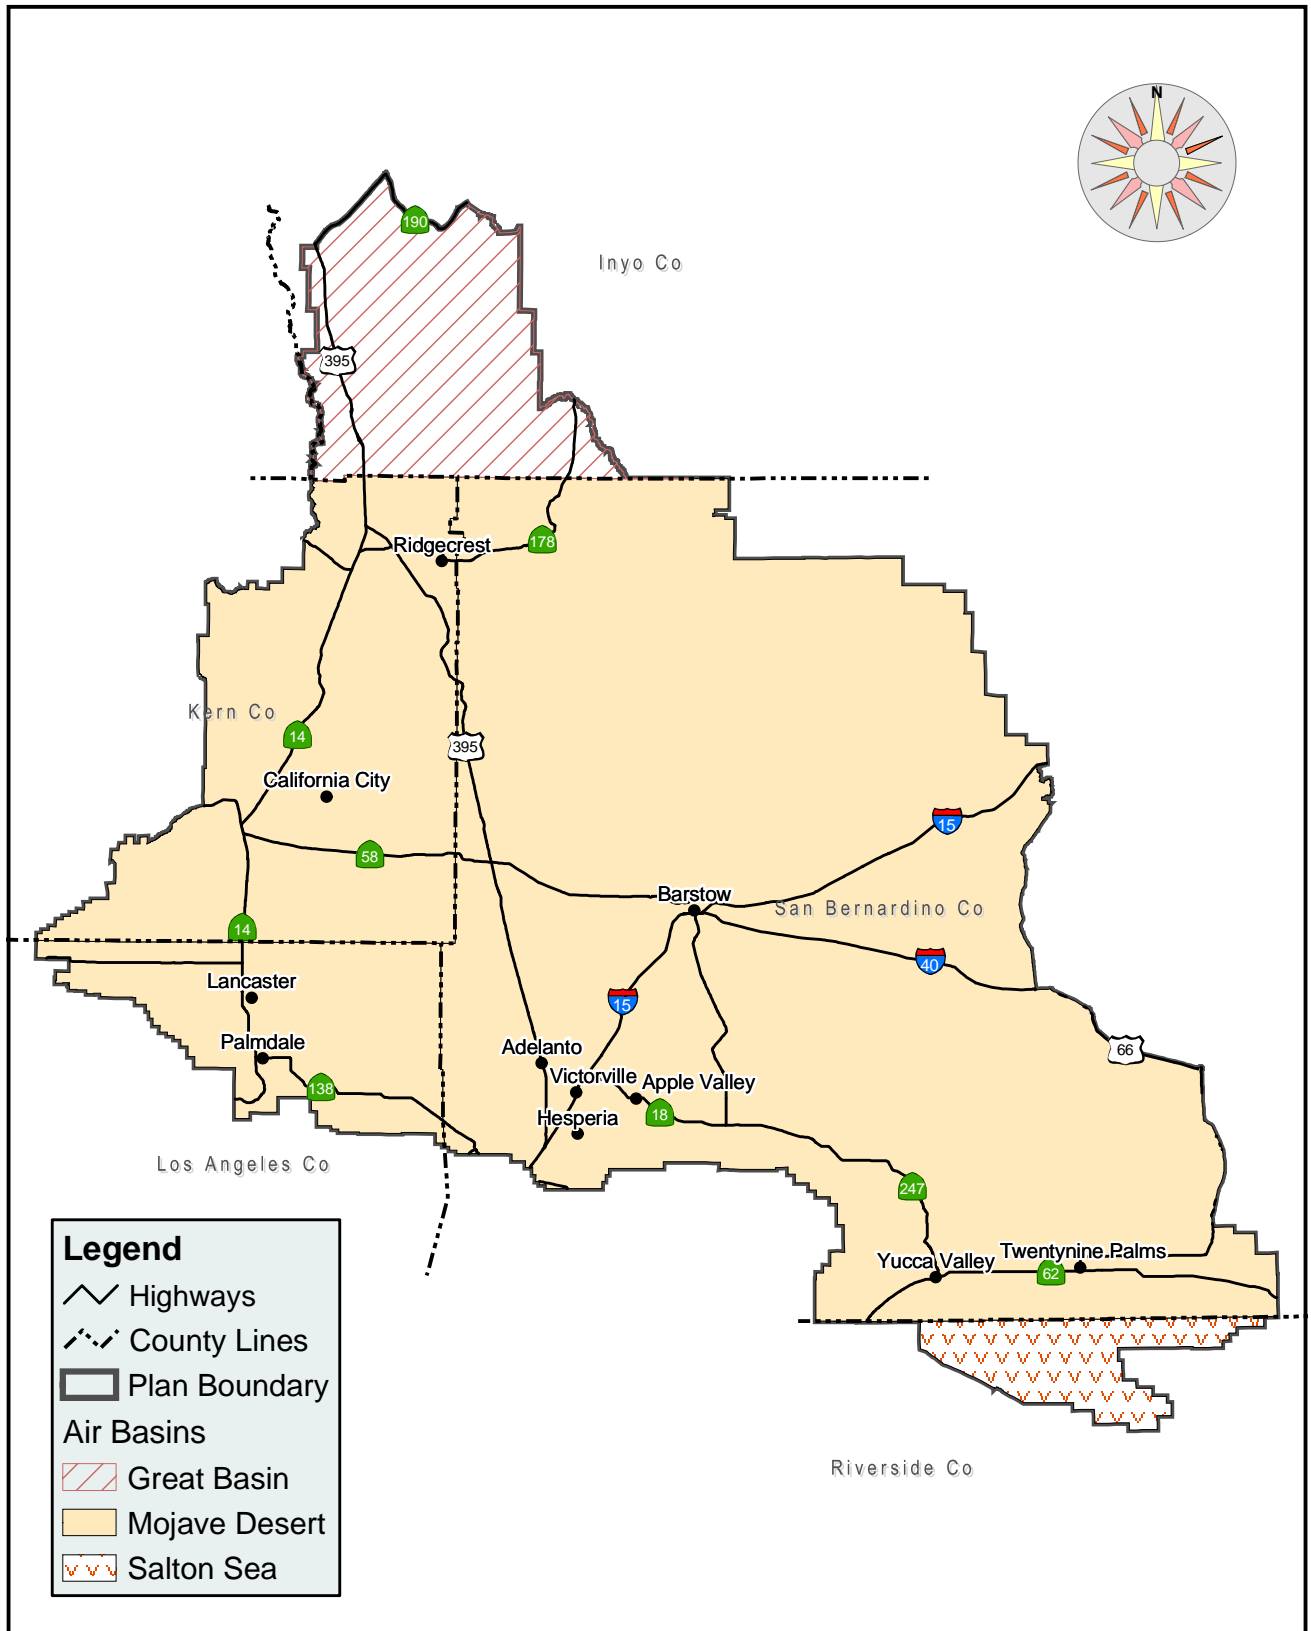 N
190
Inyo Co
395
Ridgecrest
178
Kern Co
14
395
California City
15
58
Barstow
San Bernardino Co
14
40
Lancaster
15
Palmdale
Adelanto
66
Victorville
Apple Valley
138
18
Hesperia
Los Angeles Co
247
Twentynine Palms
Yucca Valley
62
Riverside Co
Legend
Highways
County Lines
Plan Boundary
Air Basins
Great Basin
Mojave Desert
Salton Sea